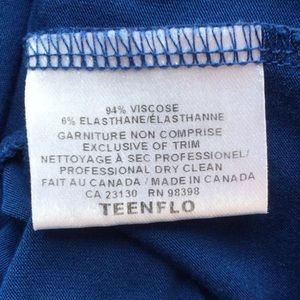 94% VISCOSE
6% ELASTHANE/ÉLASTHANNE
GARNITURE NON COMPRISE
EXCLUSIVE OF TRIM
NETTOYAGE À SEC PROFESSIONEL/
PROFESSIONAL DRY CLEAN
FAIT AU CANADA / MADE IN CANADA
CA 23130 RN 98398
TEENFLO